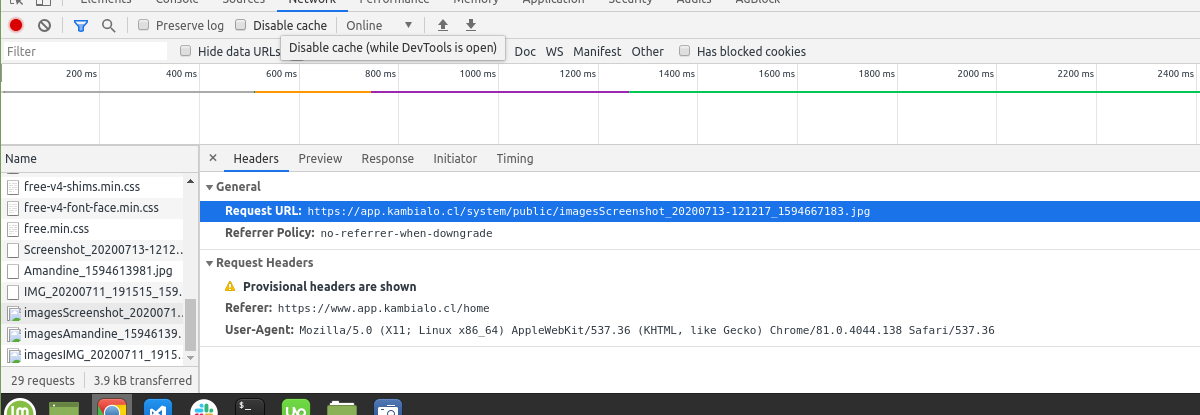 Elements Console Sources Network Performance Memory Application Security Audits AdBlock
Preserve log Disable cache Online
Filter Hide data URLs Doc WS Manifest Other Has blocked cookies
Disable cache (while DevTools is open)
200 ms 400 ms 600 ms 800 ms 1000 ms 1200 ms 1400 ms 1600 ms 1800 ms 2000 ms 2200 ms 2400 ms
Name
free-v4-shims.min.css
free-v4-font-face.min.css
free.min.css
Screenshot_20200713-1212...
Amandine_1594613981.jpg
IMG_20200711_191515_159...
imagesScreenshot_2020071...
imagesAmandine_15946139...
imagesIMG_20200711_1915...
29 requests 3.9 kB transferred
× Headers Preview Response Initiator Timing
General
Request URL: https://app.kambialo.cl/system/public/imagesScreenshot_20200713-121217_1594667183.jpg
Referrer Policy: no-referrer-when-downgrade
Request Headers
Provisional headers are shown
Referer: https://www.app.kambialo.cl/home
User-Agent: Mozilla/5.0 (X11; Linux x86_64) AppleWebKit/537.36 (KHTML, like Gecko) Chrome/81.0.4044.138 Safari/537.36
$_